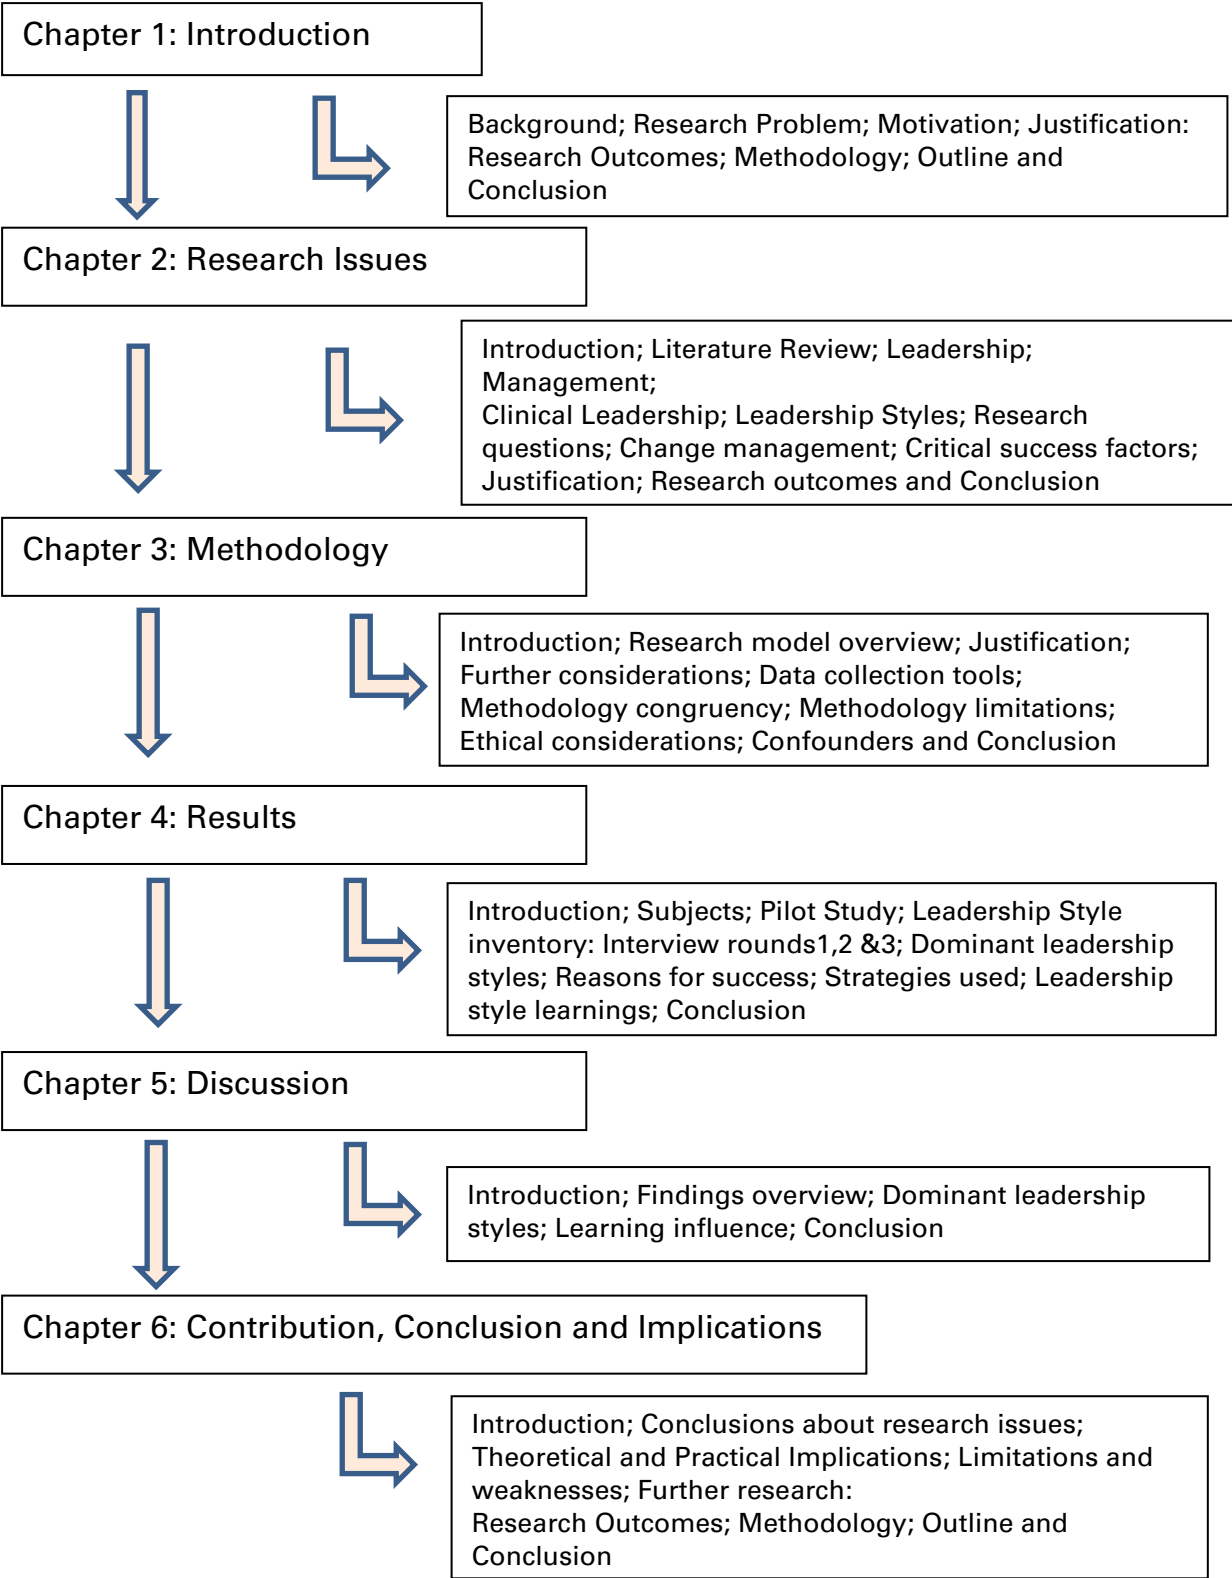 Chapter 1: Introduction
Background; Research Problem; Motivation; Justification:
Research Outcomes; Methodology; Outline and
Conclusion
Chapter 2: Research Issues
Introduction; Literature Review; Leadership;
Management;
Clinical Leadership; Leadership Styles; Research
questions; Change management; Critical success factors;
Justification; Research outcomes and Conclusion
Chapter 3: Methodology
Introduction; Research model overview; Justification;
Further considerations; Data collection tools;
Methodology congruency; Methodology limitations;
Ethical considerations; Confounders and Conclusion
Chapter 4: Results
Introduction; Subjects; Pilot Study; Leadership Style
inventory: Interview rounds1,2 &3; Dominant leadership
styles; Reasons for success; Strategies used; Leadership
style learnings; Conclusion
Chapter 5: Discussion
Introduction; Findings overview; Dominant leadership
styles; Learning influence; Conclusion
Chapter 6: Contribution, Conclusion and Implications
Introduction; Conclusions about research issues;
Theoretical and Practical Implications; Limitations and
weaknesses; Further research:
Research Outcomes; Methodology; Outline and
Conclusion